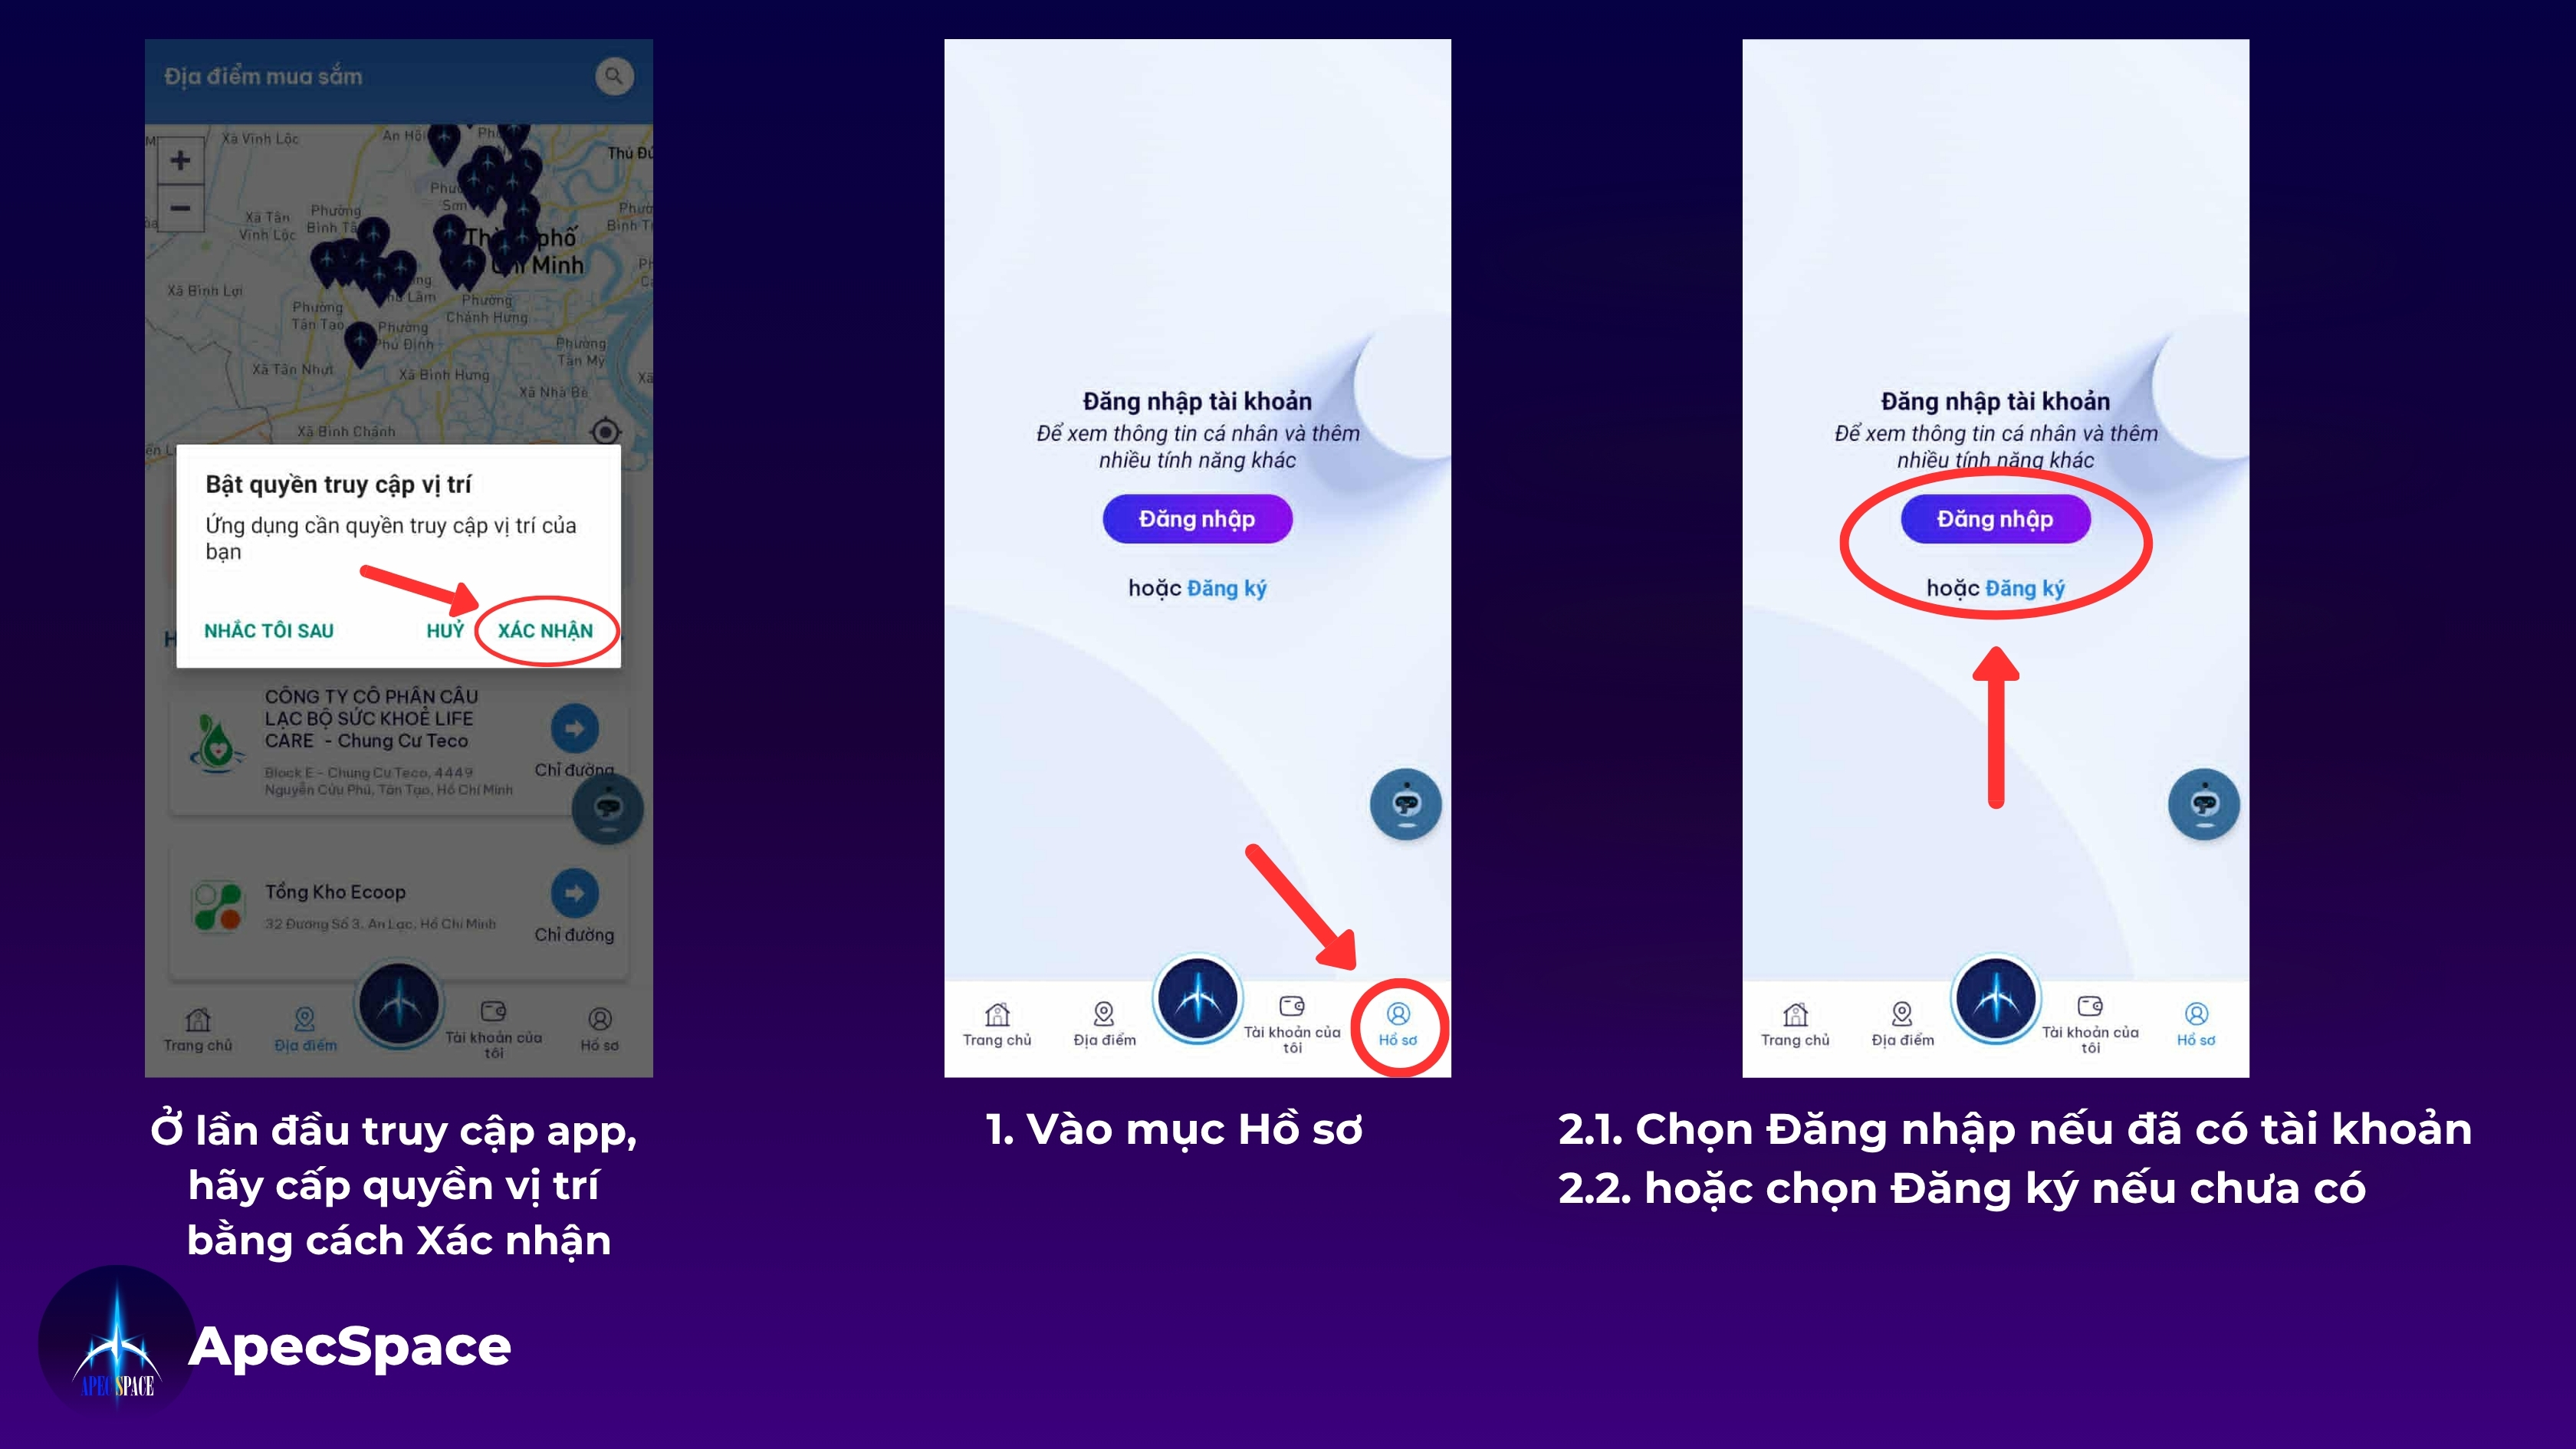 Địa điểm mua sắm
Xã Vĩnh Lộc
An Hội
Thủ Đứ
Xã Tân
Vĩnh Lộc
Phường
Bình Tâ
Sơn
Bình T
phố
Minh
Xã Bình Lợi
Lâm
Phường
Tân Tạo
Phường
Chánh Hưng
Phường
Phú Định
Phường
Tân Mỹ
Xã Tân Nhựt
Xã Bình Hưng
Xã
Xã Nhà Bè
Xã Bình Chánh
Bật quyền truy cập vị trí
Ứng dụng cần quyền truy cập vị trí của
bạn
NHẮC TÔI SAU
HUỶ
XÁC NHẬN
CÔNG TY CỔ PHẦN CÂU
LẠC BỘ SỨC KHOẺ LIFE
CARE - Chung Cư Teco
Block E - Chung Cư Teco, 4449
Nguyễn Cửu Phú, Tân Tạo, Hồ Chí Minh
Chỉ đường
Tổng Kho Ecoop
32 Đường Số 3, An Lạc, Hồ Chí Minh
Chỉ đường
Trang chủ
Địa điểm
Tài khoản của
tôi
Hồ sơ
Ở lần đầu truy cập app,
hãy cấp quyền vị trí
bằng cách Xác nhận
Đăng nhập tài khoản
Để xem thông tin cá nhân và thêm
nhiều tính năng khác
Đăng nhập
hoặc Đăng ký
Trang chủ
Địa điểm
Tài khoản của
tôi
Hồ sơ
1. Vào mục Hồ sơ
Đăng nhập tài khoản
Để xem thông tin cá nhân và thêm
nhiều tính năng khác
Đăng nhập
hoặc Đăng ký
Trang chủ
Địa điểm
Tài khoản của
tôi
Hồ sơ
2.1. Chọn Đăng nhập nếu đã có tài khoản
2.2. hoặc chọn Đăng ký nếu chưa có
APEC SPACE
ApecSpace